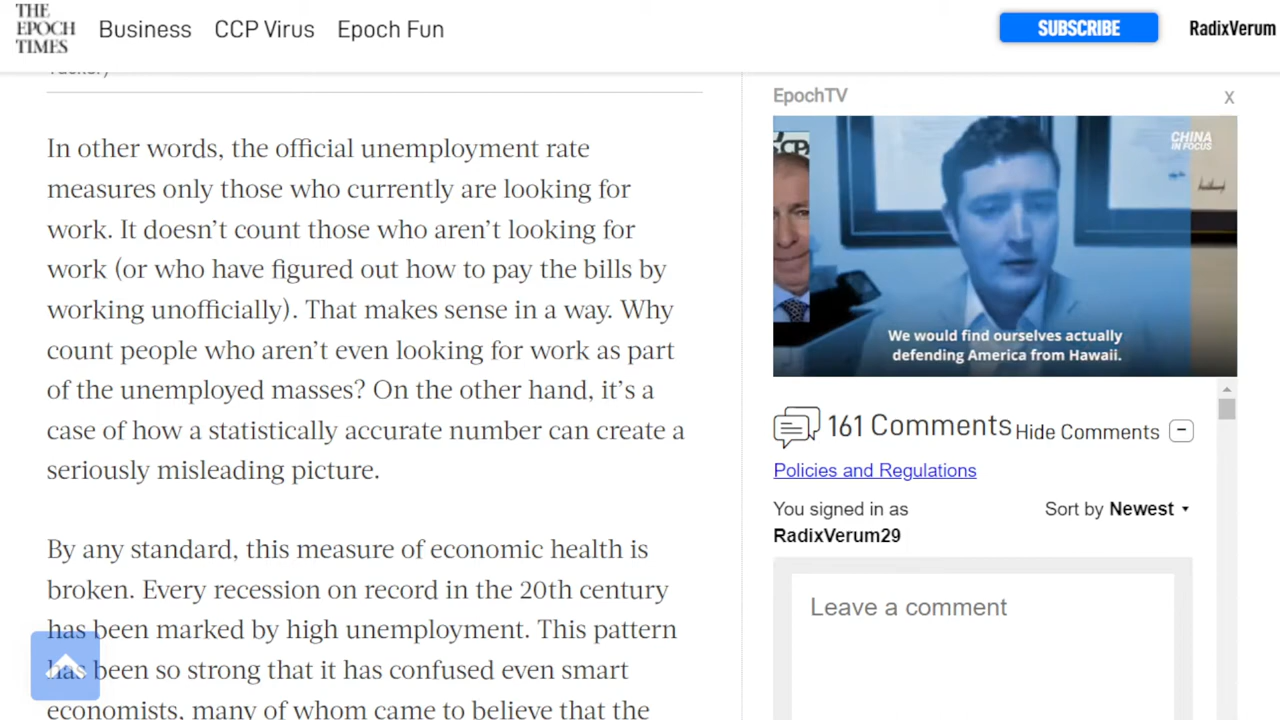 THE
EPOCH
TIMES
Business
CCP Virus
Epoch Fun
SUBSCRIBE
RadixVerum
In other words, the official unemployment rate
measures only those who currently are looking for
work. It doesn’t count those who aren’t looking for
work (or who have figured out how to pay the bills by
working unofficially). That makes sense in a way. Why
count people who aren’t even looking for work as part
of the unemployed masses? On the other hand, it’s a
case of how a statistically accurate number can create a
seriously misleading picture.
By any standard, this measure of economic health is
broken. Every recession on record in the 20th century
has been marked by high unemployment. This pattern
has been so strong that it has confused even smart
economists, many of whom came to believe that the
EpochTV
X
CHINA
IN FOCUS
We would find ourselves actually
defending America from Hawaii.
161 Comments
Hide Comments
Policies and Regulations
You signed in as
RadixVerum29
Sort by Newest
Leave a comment